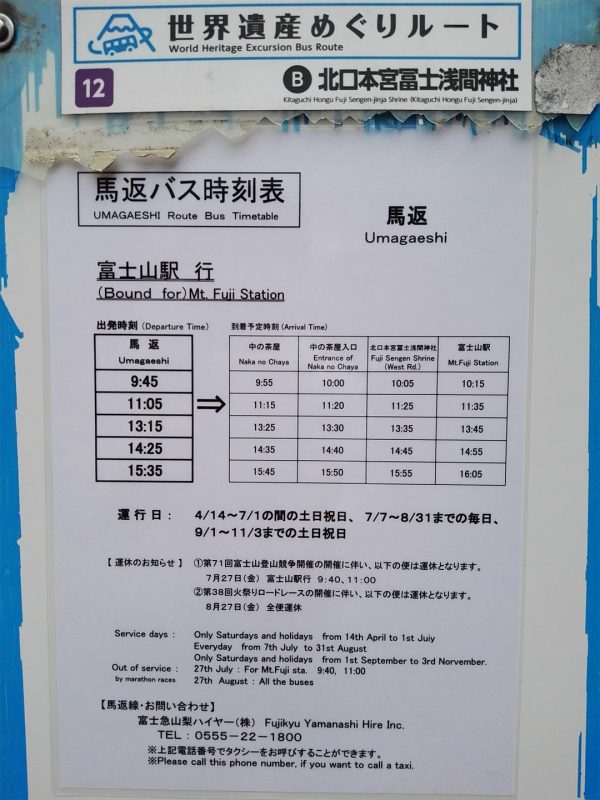 世界遺産めぐりルート
World Heritage Excursion Bus Route
12
B 北口本宮冨士浅間神社
Kitaguchi Hongu Fuji Sengen-jinja Shrine (Kitaguchi Hongu Fuji Sengen-jinja)
馬返バス時刻表
UMAGAESHI Route Bus Timetable
馬返
Umagaeshi
富士山駅 行
(Bound for)Mt. Fuji Station
出発時刻 (Departure Time)
到着予定時刻 (Arrival Time)
馬返 中の茶屋 中の茶屋入口 北口本宮冨士浅間神社 富士山駅
Umagaeshi Naka no Chaya Entrance of Naka no Chaya Fuji Sengen Shrine (West Rd.) Mt.Fuji Station
9:45 ⇒ 9:55 10:00 10:05 10:15
11:05 11:15 11:20 11:25 11:35
13:15 13:25 13:30 13:35 13:45
14:25 14:35 14:40 14:45 14:55
15:35 15:45 15:50 15:55 16:05
運行日: 4/14～7/1の間の土日祝日、 7/7～8/31までの毎日、
9/1～11/3までの土日祝日
【 運休のお知らせ 】 ①第71回富士山登山競争開催の開催に伴い、以下の便は運休となります。
7月27日(金) 富士山駅行 9:40、11:00
②第38回火祭りロードレースの開催に伴い、以下の便は運休となります。
8月27日(金) 全便運休
Service days : Only Saturdays and holidays from 14th April to 1st Juiy
Everyday from 7th July to 31st August
Only Saturdays and holidays from 1st September to 3rd Norvember.
Out of service : 27th July : For Mt.Fuji sta. 9:40, 11:00
by marathon races 27th August : All the buses
【馬返線・お問い合わせ】
富士急山梨ハイヤー(株) Fujikyu Yamanashi Hire Inc.
TEL : 0555－22－1800
※上記電話番号でタクシーをお呼びすることができます。
※Please call this phone number, if you want to call a taxi.